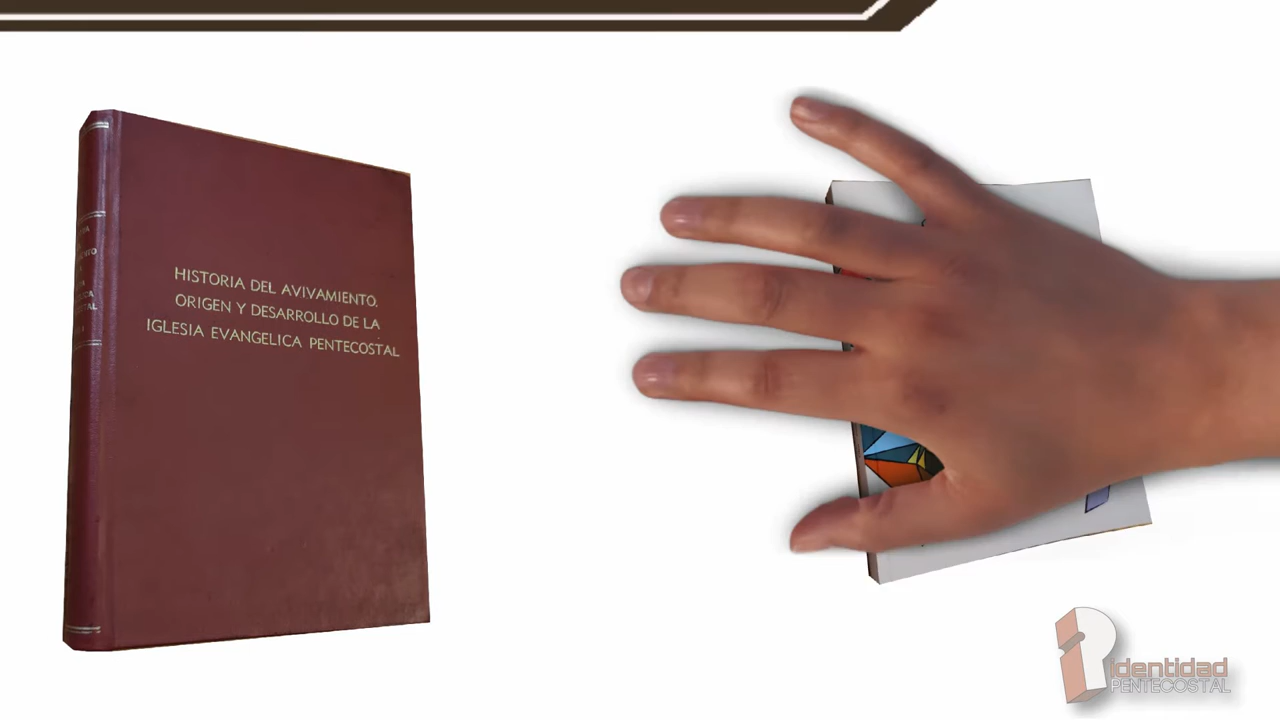 HISTORIA DEL AVIVAMIENTO.
ORIGEN Y DESARROLLO DE LA
IGLESIA EVANGELICA PENTECOSTAL
identidad
PENTECOSTAL